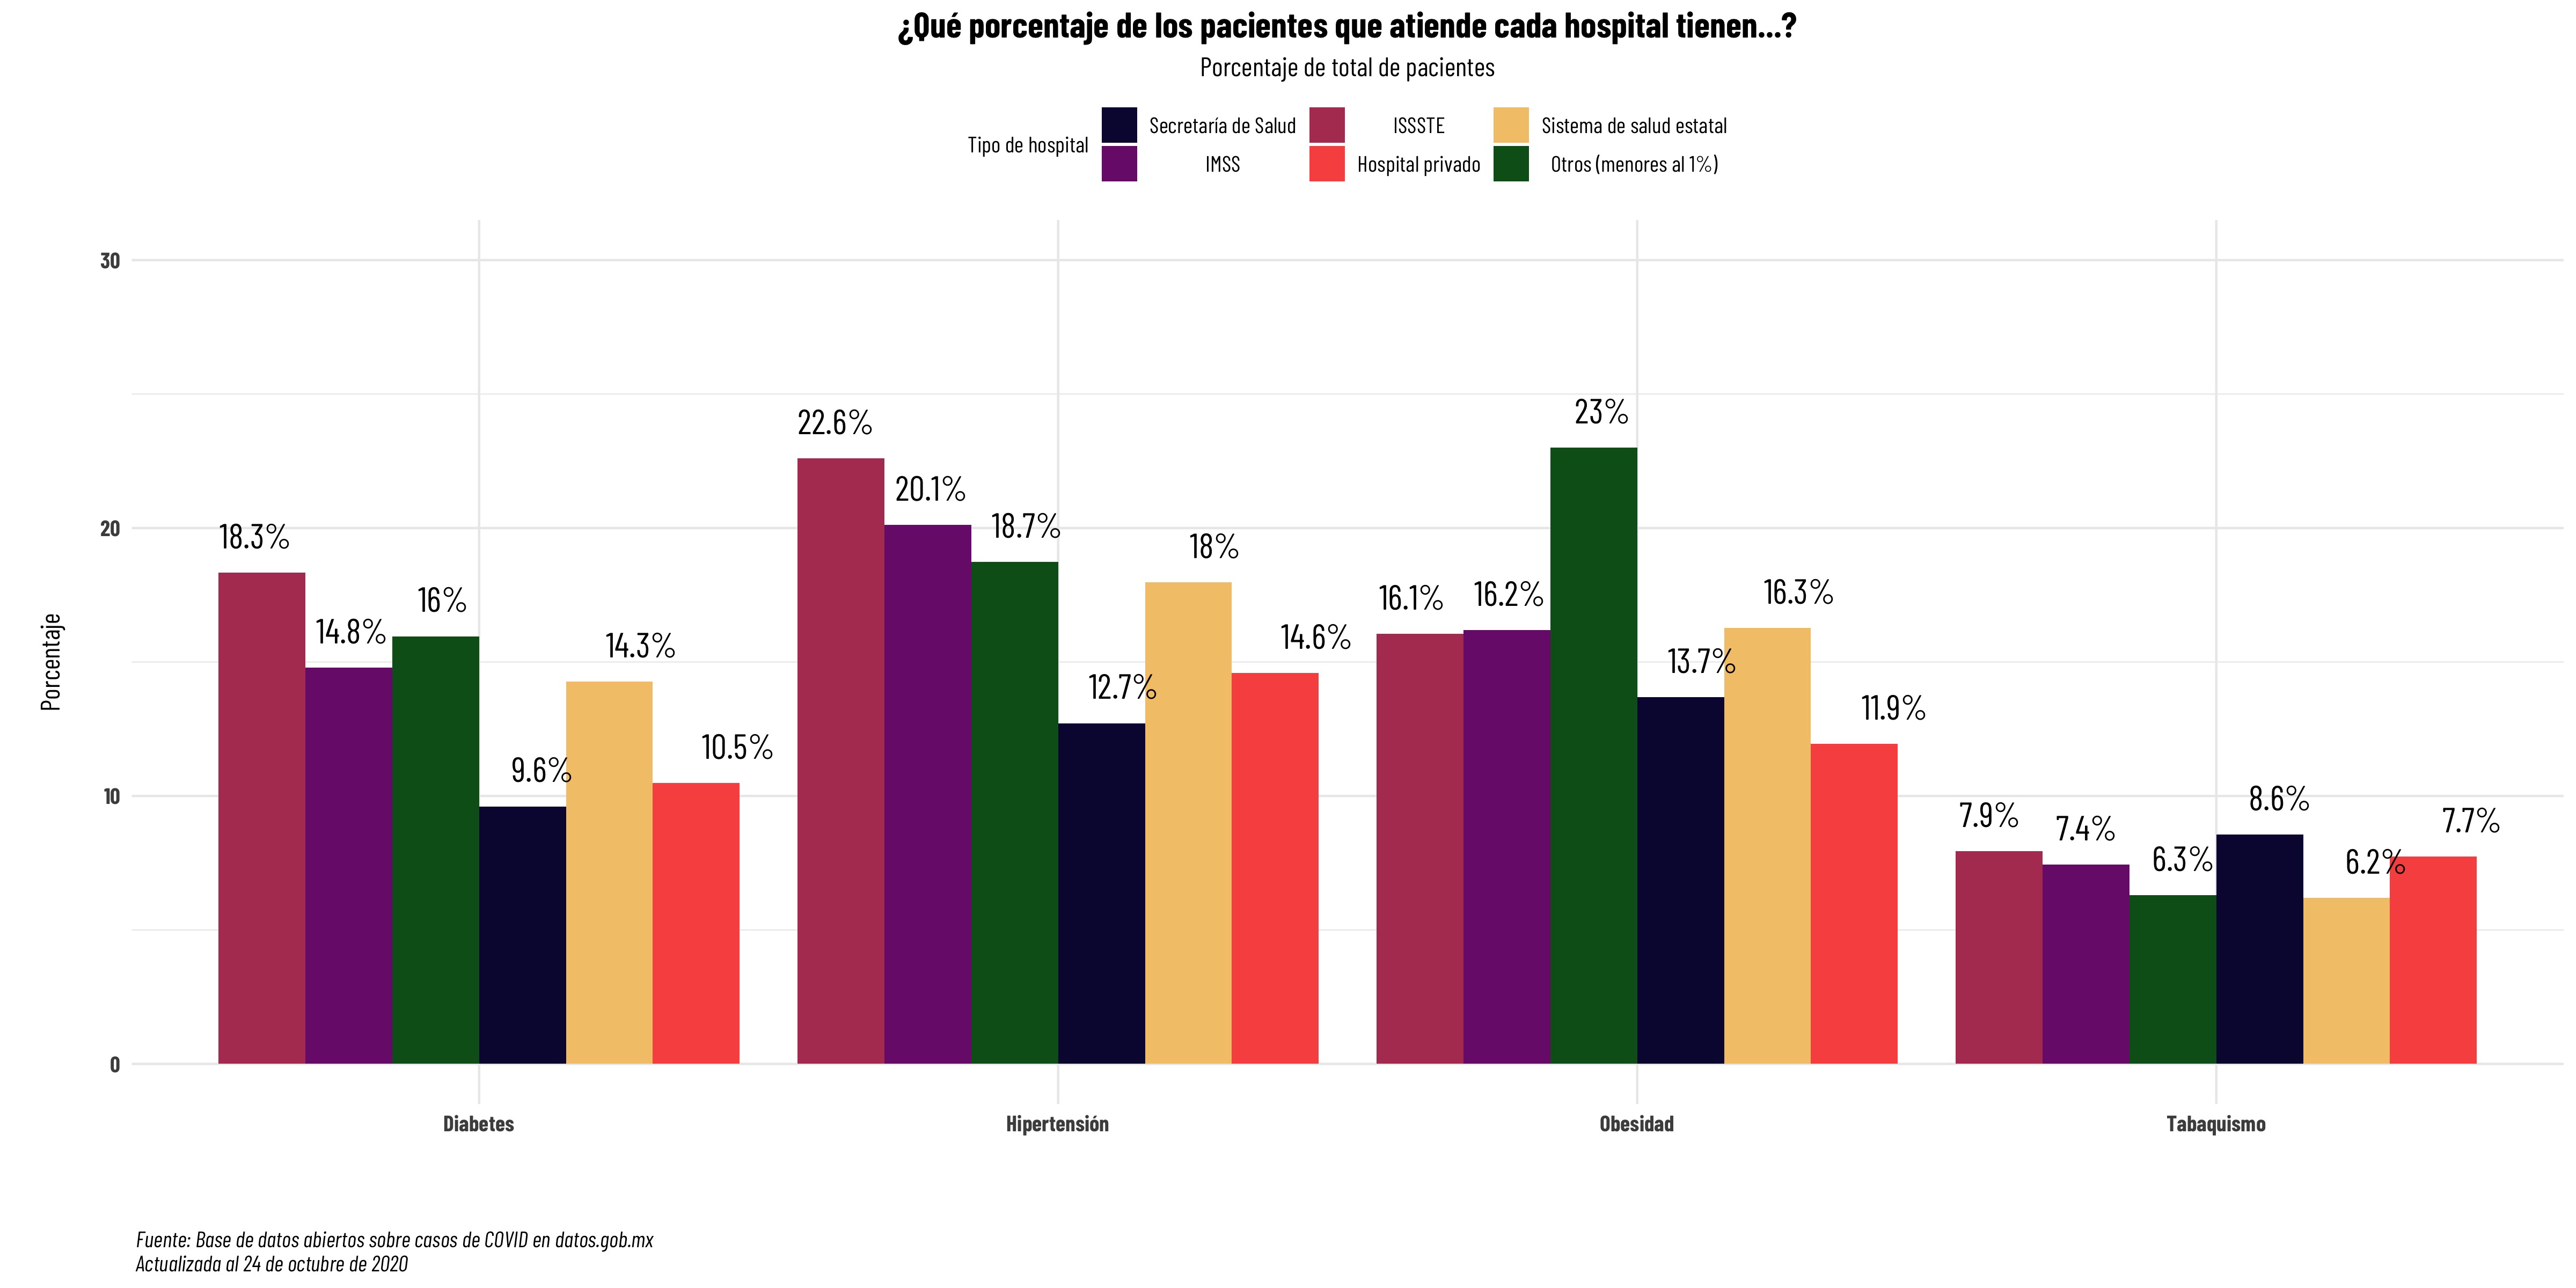 ¿Qué porcentaje de los pacientes que atiende cada hospital tienen...?
Porcentaje de total de pacientes
Tipo de hospital
Secretaría de Salud
ISSSTE
Sistema de salud estatal
IMSS
Hospital privado
Otros (menores al 1%)
Porcentaje
30
20
10
0
18.3%
14.8%
16%
9.6%
14.3%
10.5%
22.6%
20.1%
18.7%
12.7%
18%
14.6%
16.1%
16.2%
23%
13.7%
16.3%
11.9%
7.9%
7.4%
6.3%
8.6%
6.2%
7.7%
Diabetes
Hipertensión
Obesidad
Tabaquismo
Fuente: Base de datos abiertos sobre casos de COVID en datos.gob.mx
Actualizada al 24 de octubre de 2020